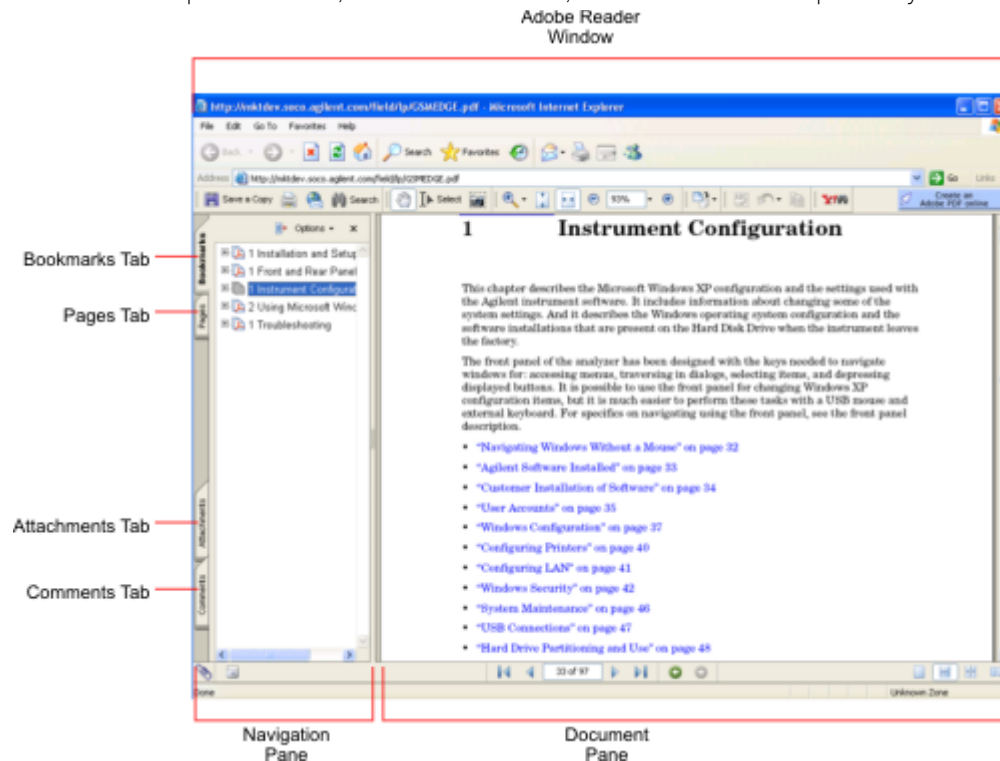 Adobe Reader
Window
http://mktdev.soco.agilent.com/field/lp/GSMEDGE.pdf - Microsoft Internet Explorer
File Edit Go To Favorites Help
Back Search Favorites
Address http://mktdev.soco.agilent.com/field/lp/GSMEDGE.pdf Go Links
Save a Copy Search Select 93% Create an
Adobe PDF online
Options
Bookmarks Tab
Pages Tab
Attachments Tab
Comments Tab
Bookmarks
Pages
Attachments
Comments
1 Installation and Setup
1 Front and Rear Panel
1 Instrument Configurat
2 Using Microsoft Winc
1 Troubleshooting
1 Instrument Configuration
This chapter describes the Microsoft Windows XP configuration and the settings used with
the Agilent instrument software. It includes information about changing some of the
system settings. And it describes the Windows operating system configuration and the
software installations that are present on the Hard Disk Drive when the instrument leaves
the factory.
The front panel of the analyzer has been designed with the keys needed to navigate
windows for: accessing menus, traversing in dialogs, selecting items, and depressing
displayed buttons. It is possible to use the front panel for changing Windows XP
configuration items, but it is much easier to perform these tasks with a USB mouse and
external keyboard. For specifics on navigating using the front panel, see the front panel
description.
• "Navigating Windows Without a Mouse" on page 32
• "Agilent Software Installed" on page 33
• "Customer Installation of Software" on page 34
• "User Accounts" on page 35
• "Windows Configuration" on page 37
• "Configuring Printers" on page 40
• "Configuring LAN" on page 41
• "Windows Security" on page 42
• "System Maintenance" on page 46
• "USB Connections" on page 47
• "Hard Drive Partitioning and Use" on page 48
33 of 97
Done Unknown Zone
Navigation
Pane
Document
Pane